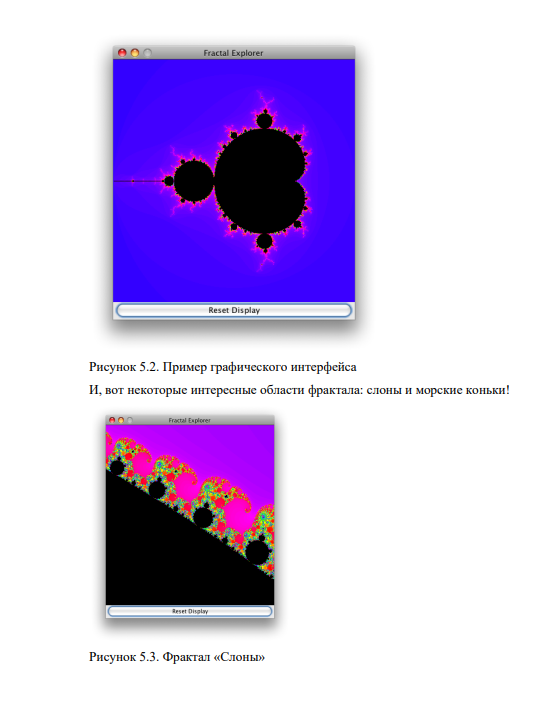 Fractal Explorer
Reset Display
Рисунок 5.2. Пример графического интерфейса
И, вот некоторые интересные области фрактала: слоны и морские коньки!
Fractal Explorer
Reset Display
Рисунок 5.3. Фрактал «Слоны»